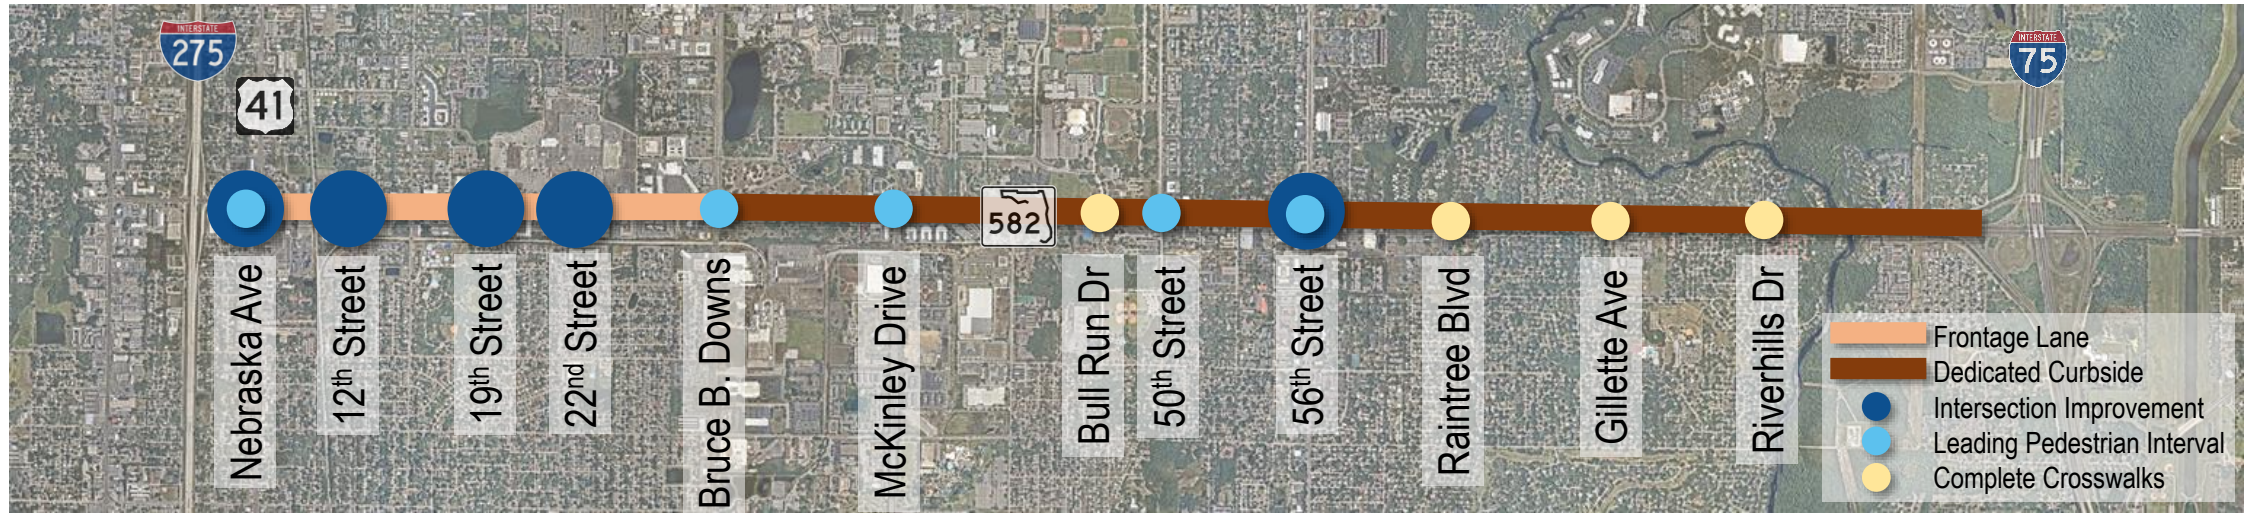 INTERSTATE
275
41
INTERSTATE
75
582
Nebraska Ave
12th Street
19th Street
22nd Street
Bruce B. Downs
McKinley Drive
Bull Run Dr
50th Street
56th Street
Raintree Blvd
Gillette Ave
Riverhills Dr
Frontage Lane
Dedicated Curbside
Intersection Improvement
Leading Pedestrian Interval
Complete Crosswalks